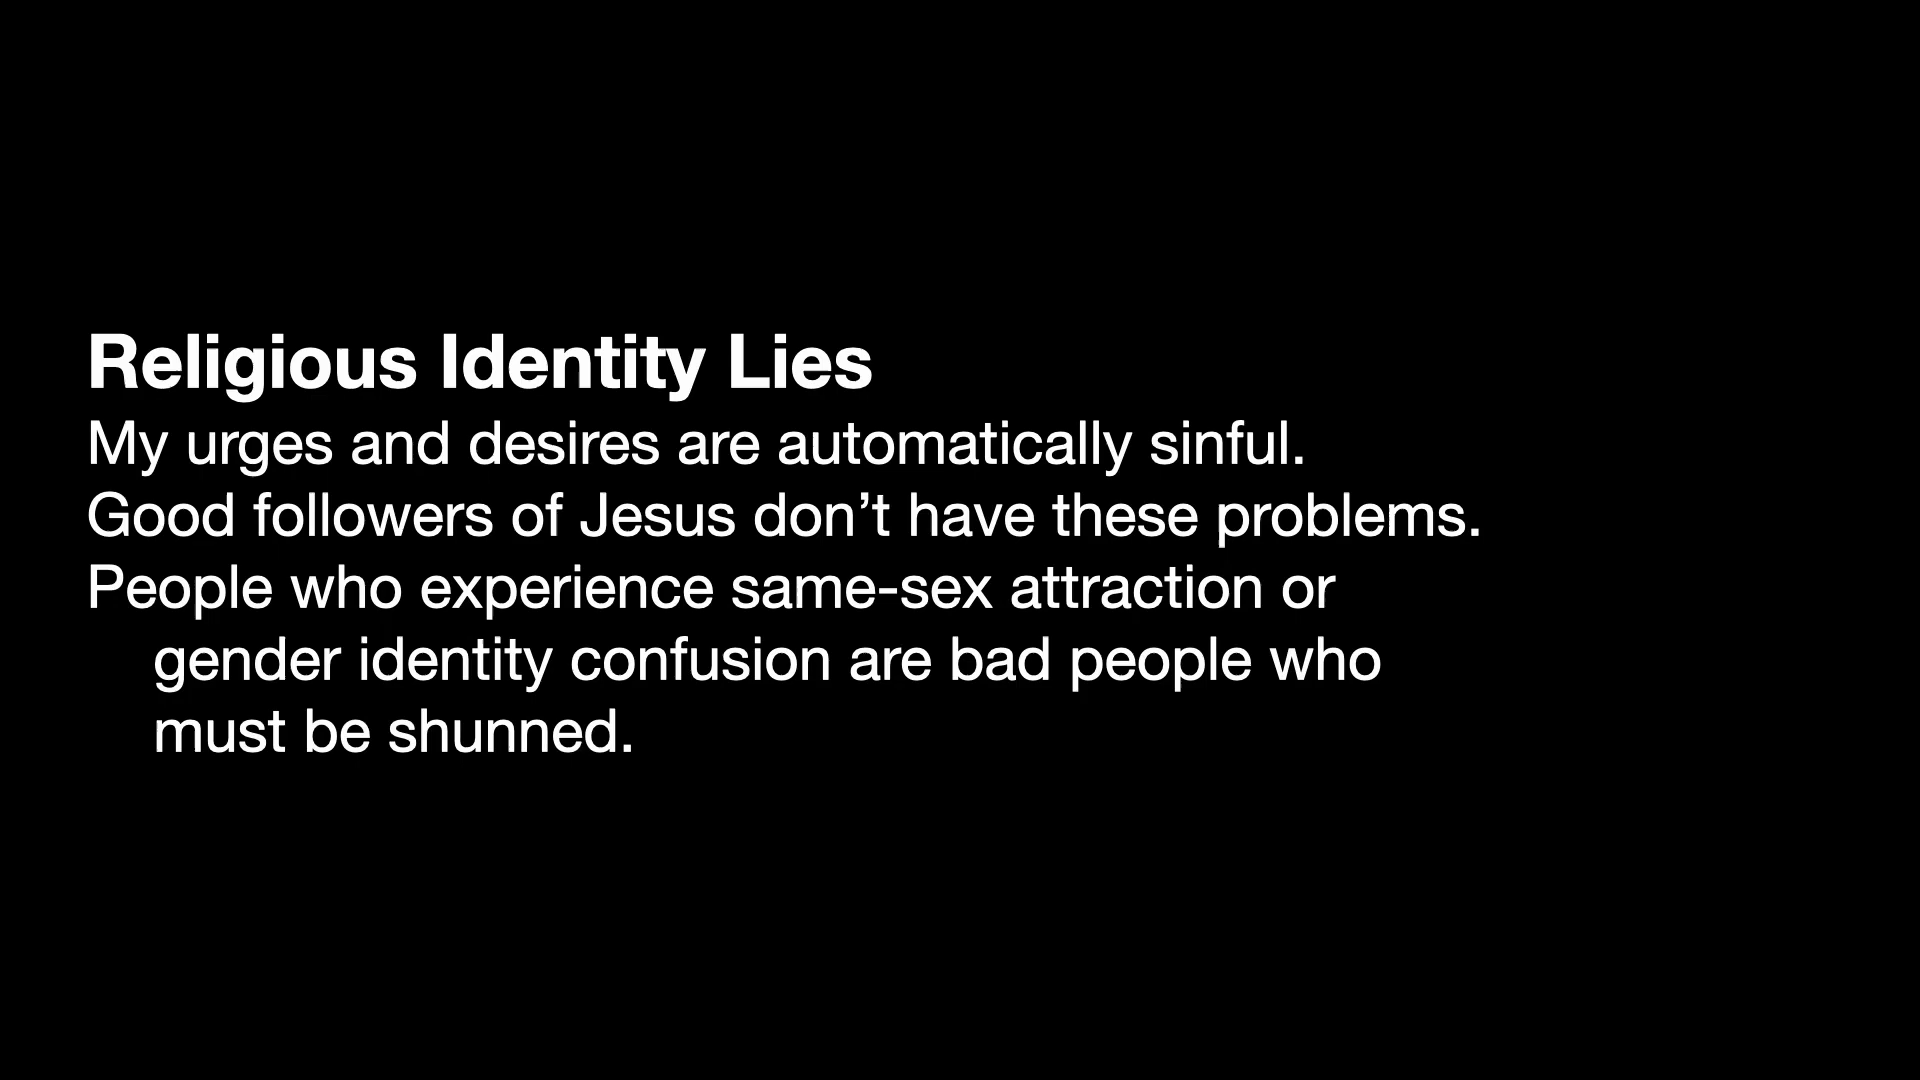 Religious Identity Lies
My urges and desires are automatically sinful.
Good followers of Jesus don’t have these problems.
People who experience same-sex attraction or
gender identity confusion are bad people who
must be shunned.